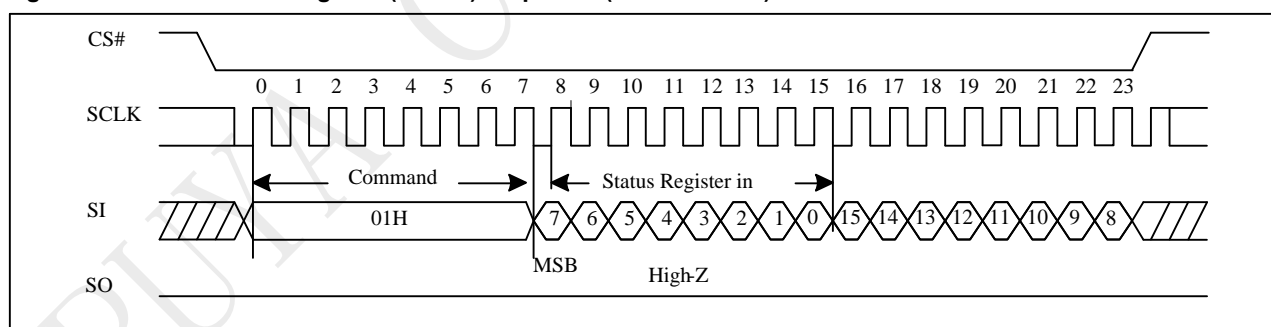 CS#
0 1 2 3 4 5 6 7 8 9 10 11 12 13 14 15 16 17 18 19 20 21 22 23
SCLK
Command
Status Register in
SI
01H
7 6 5 4 3 2 1 0 15 14 13 12 11 10 9 8
MSB
High-Z
SO